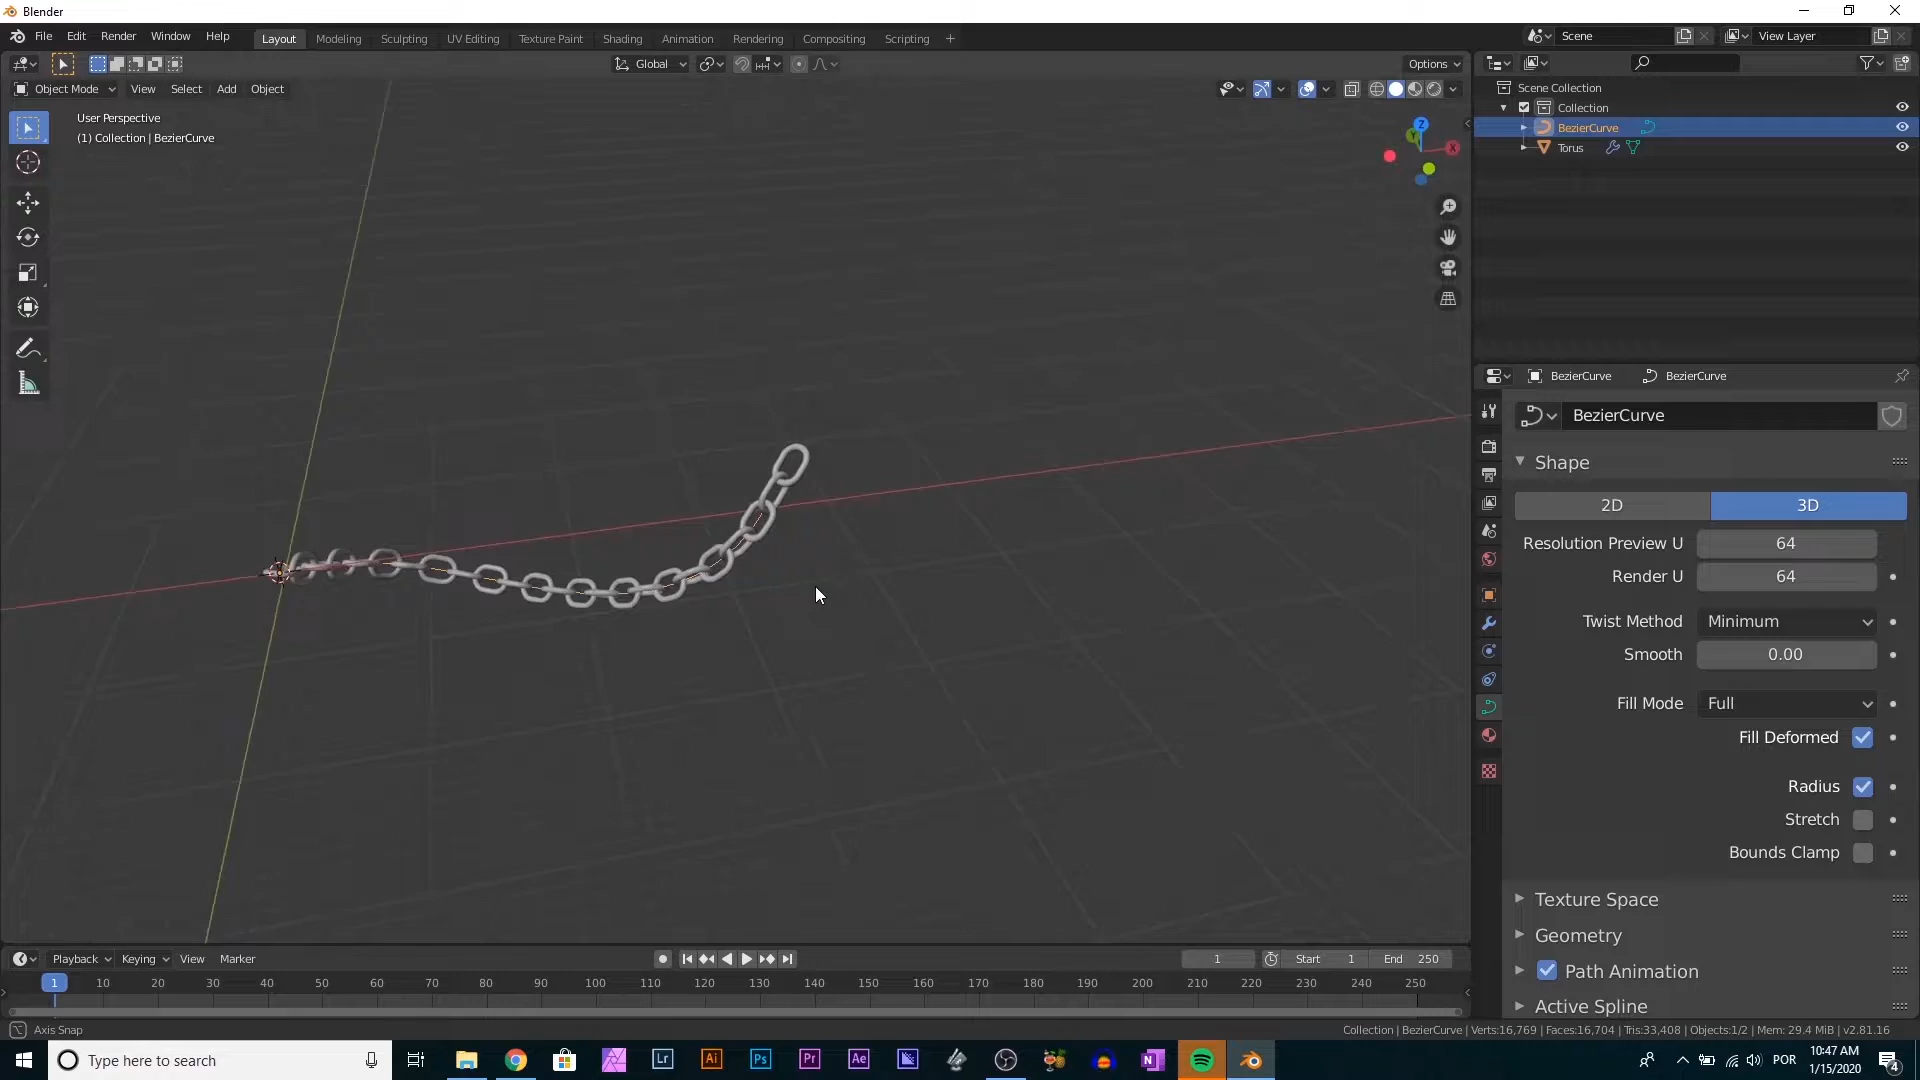 Blender
File Edit Render Window Help
Layout Modeling Sculpting UV Editing Texture Paint Shading Animation Rendering Compositing Scripting +
Scene
View Layer
Global
Options
Object Mode View Select Add Object
User Perspective
(1) Collection | BezierCurve
Z
Y
X
Scene Collection
Collection
BezierCurve
Torus
BezierCurve BezierCurve
BezierCurve
Shape
2D 3D
Resolution Preview U 64
Render U 64
Twist Method Minimum
Smooth 0.00
Fill Mode Full
Fill Deformed
Radius
Stretch
Bounds Clamp
Texture Space
Geometry
Path Animation
Active Spline
Playback Keying View Marker
1 Start 1 End 250
1 10 20 30 40 50 60 70 80 90 100 110 120 130 140 150 160 170 180 190 200 210 220 230 240 250
Axis Snap
Collection | BezierCurve | Verts:16,769 | Faces:16,704 | Tris:33,408 | Objects:1/2 | Mem: 29.4 MiB | v2.81.16
Type here to search
Lr Ai Ps Pr Ae N
POR
10:47 AM
1/15/2020
4